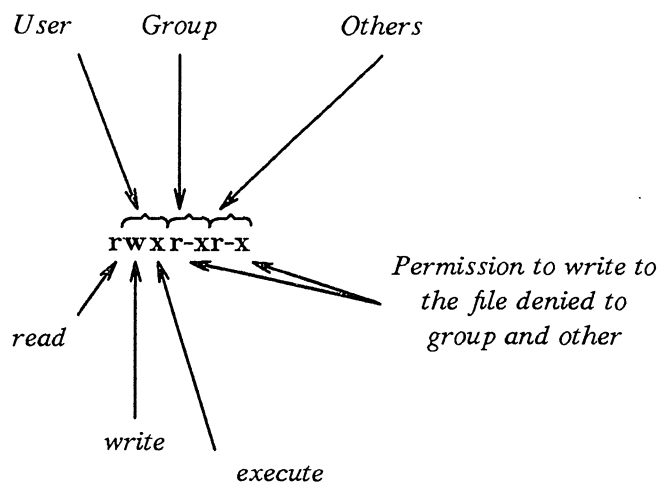 User Group Others
rwxr-xr-x
Permission to write to
the file denied to
group and other
read
write
execute